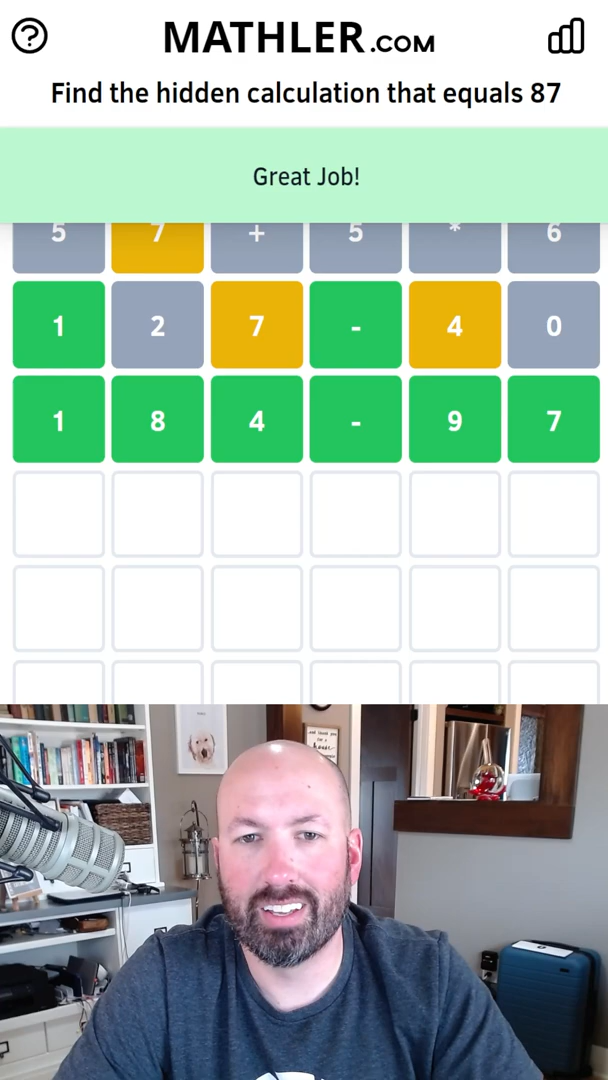 ?
MATHLER.COM
Find the hidden calculation that equals 87
Great Job!
5 7 + 5 * 6
1 2 7 - 4 0
1 8 4 - 9 7